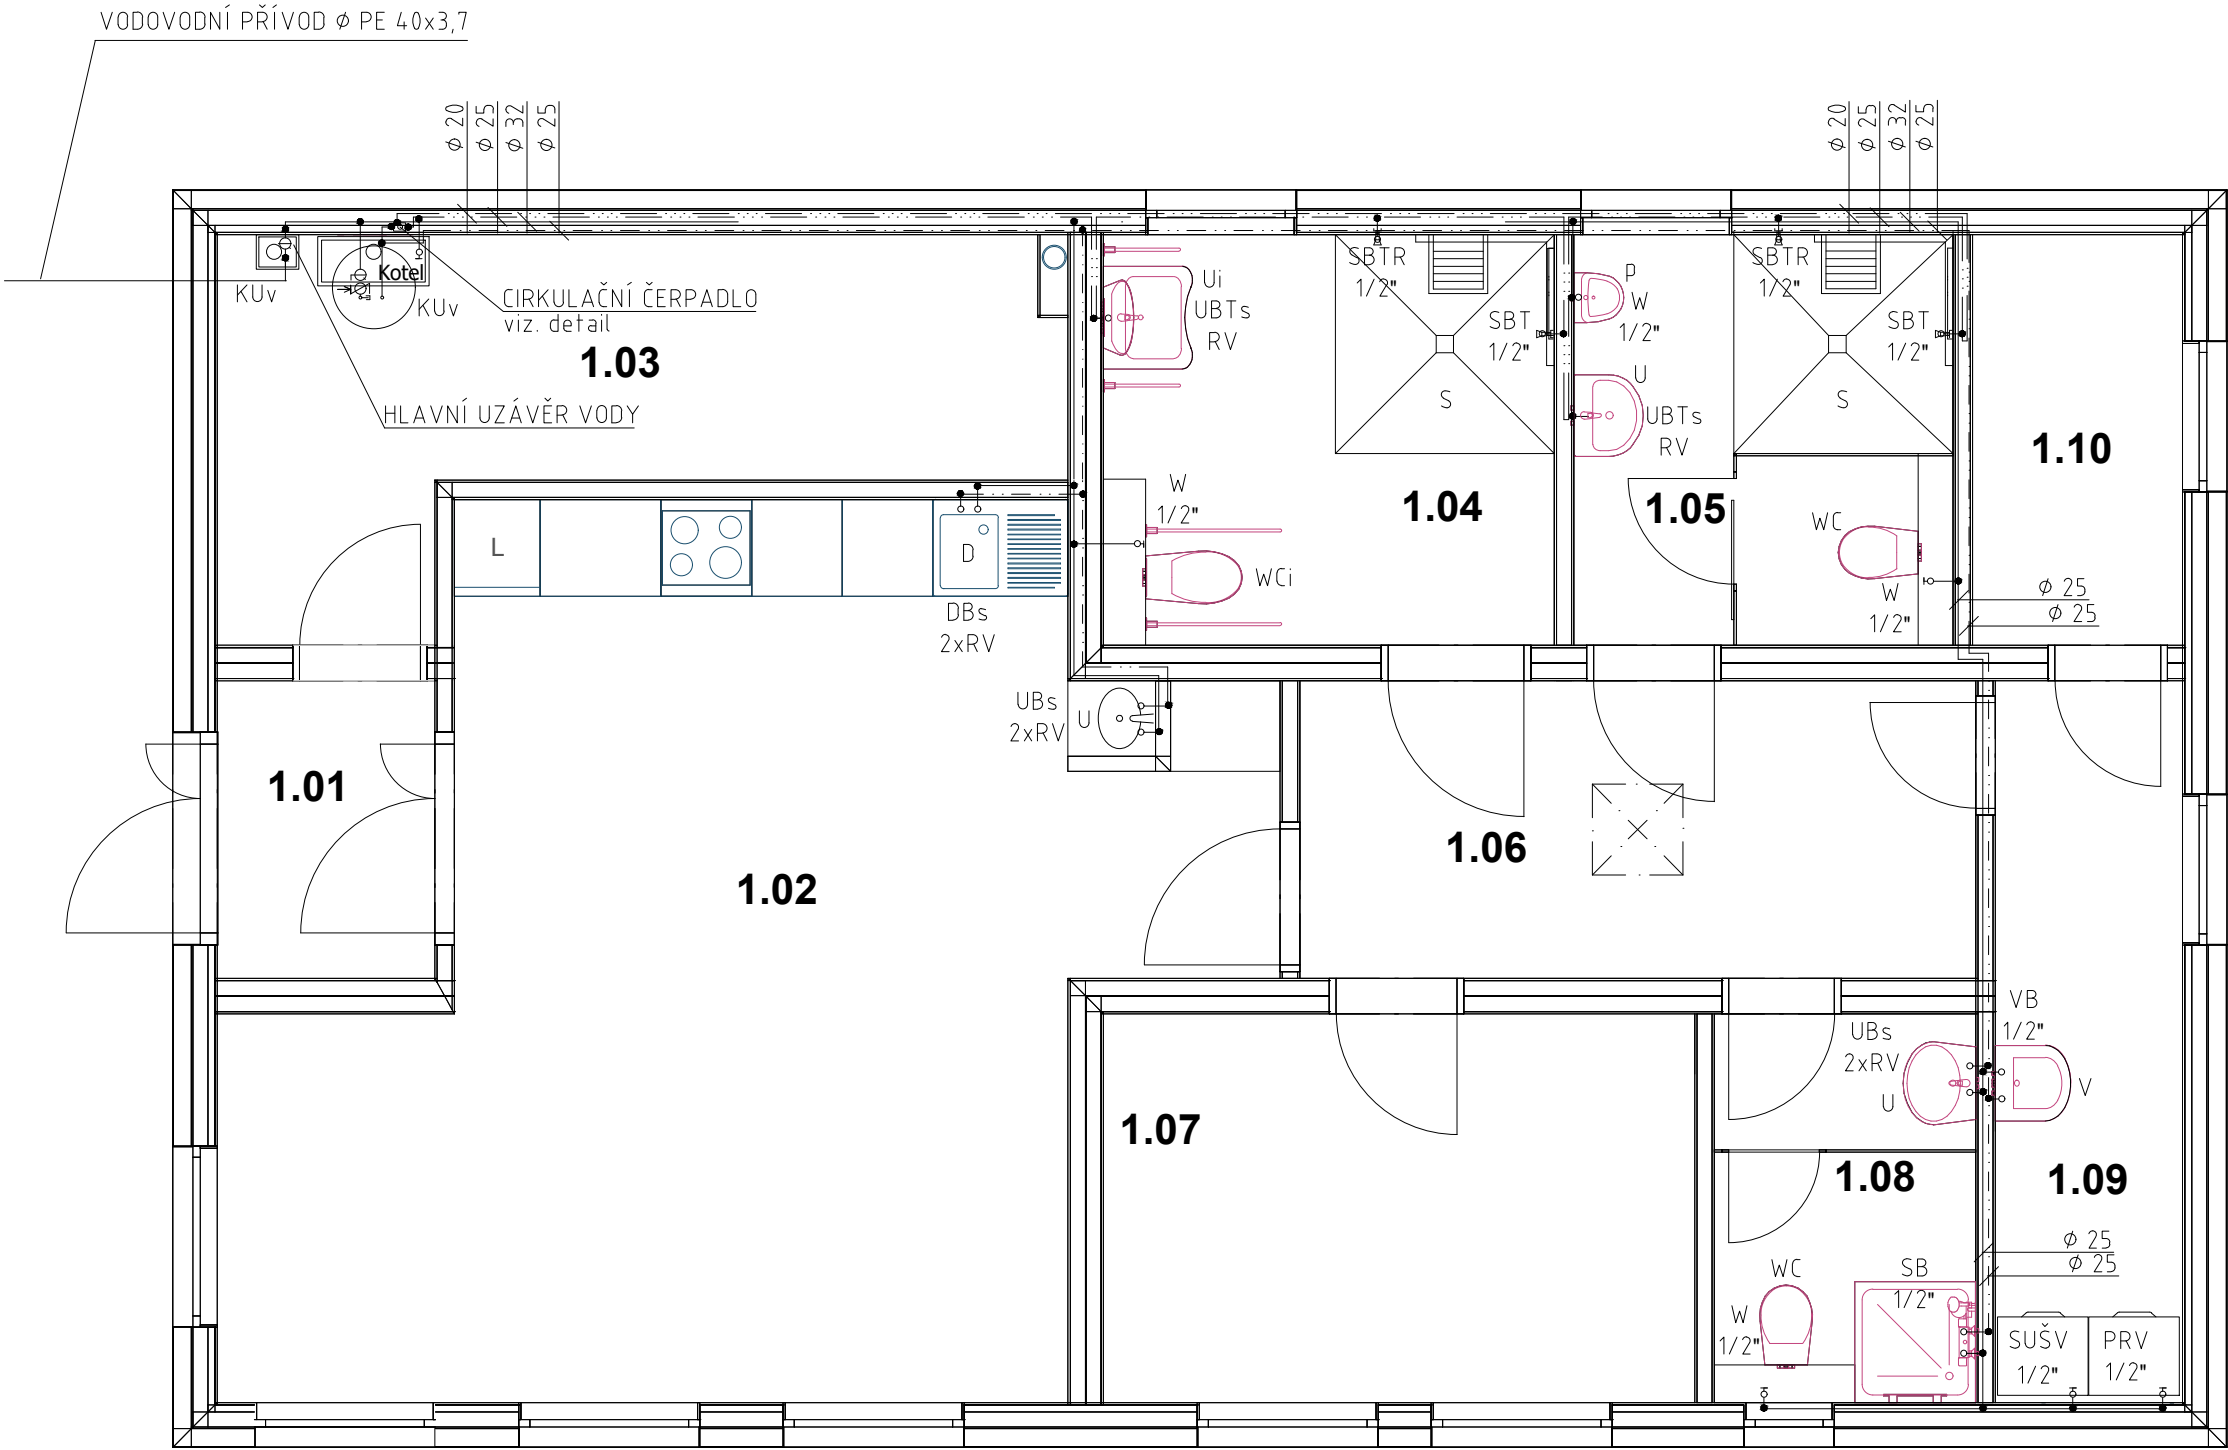 VODOVODNÍ PŘÍVOD ϕ PE 40x3,7
ϕ 20
ϕ 25
ϕ 32
ϕ 25
ϕ 20
ϕ 25
ϕ 32
ϕ 25
Kotel
KUv
KUv
CIRKULAČNÍ ČERPADLO
viz. detail
1.03
HLAVNÍ UZÁVĚR VODY
Ui
UBTs
RV
SBTR
1/2"
SBT
1/2"
S
P
W
1/2"
U
UBTs
RV
SBTR
1/2"
SBT
1/2"
S
1.10
W
1/2"
1.04
1.05
WC
W
1/2"
WCi
L
D
DBs
2xRV
ϕ 25
ϕ 25
UBs
2xRV
U
1.01
1.02
1.06
1.07
UBs
2xRV
U
VB
1/2"
V
1.08
1.09
ϕ 25
ϕ 25
WC
W
1/2"
SB
1/2"
SUŠV
1/2"
PRV
1/2"